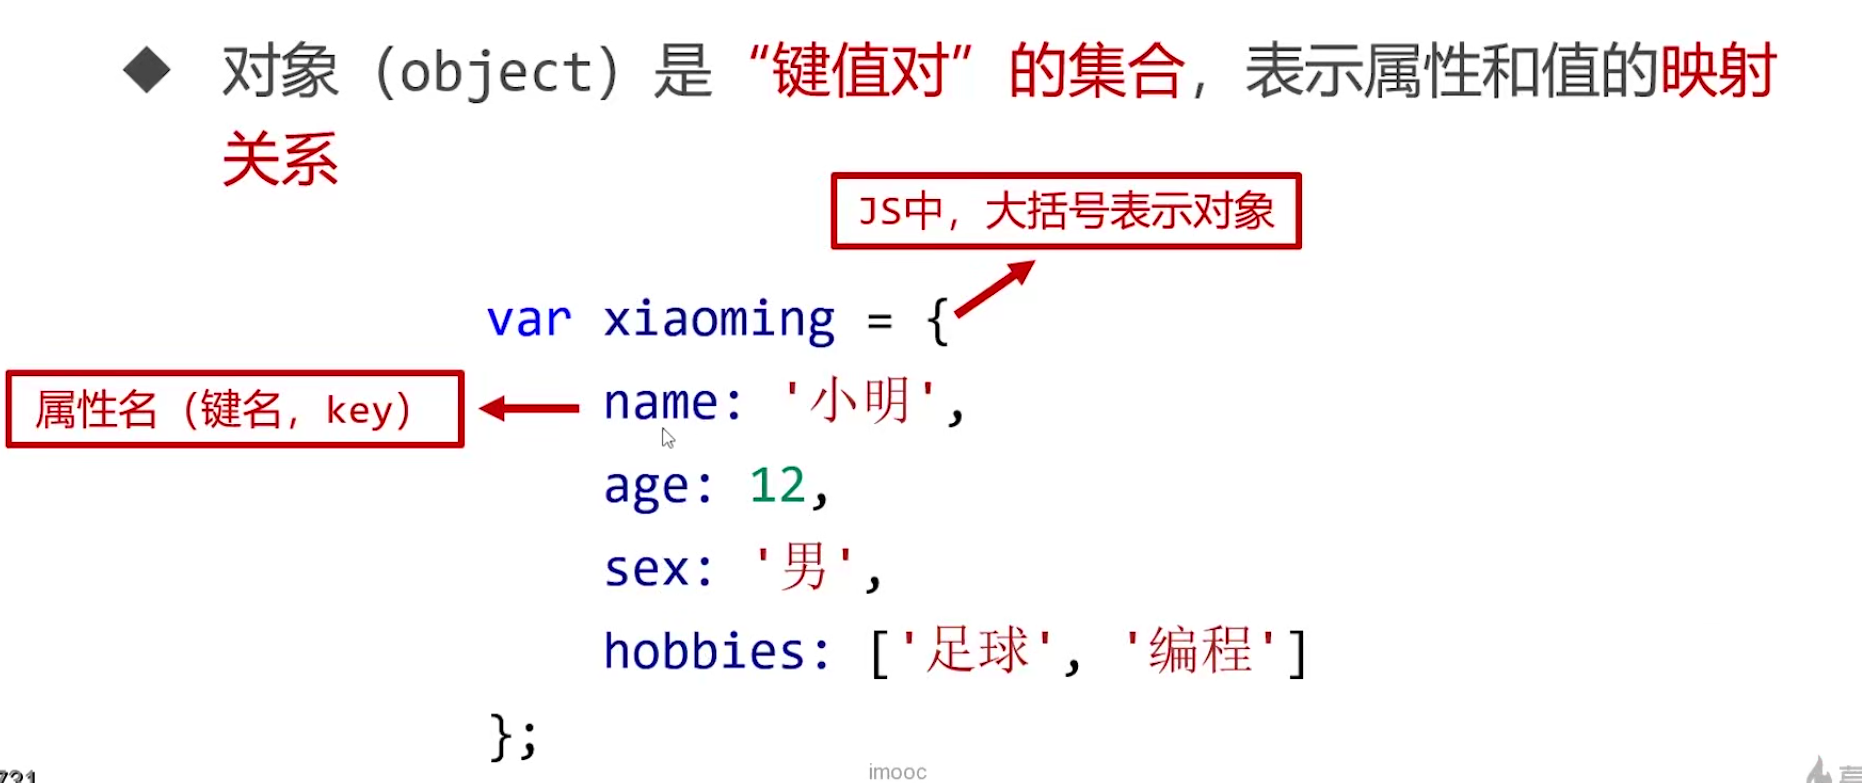 对象（object）是“键值对”的集合，表示属性和值的映射
关系
JS中，大括号表示对象
var xiaoming = {
属性名（键名，key）
name: '小明',
age: 12,
sex: '男',
hobbies: ['足球', '编程']
};
731
imooc